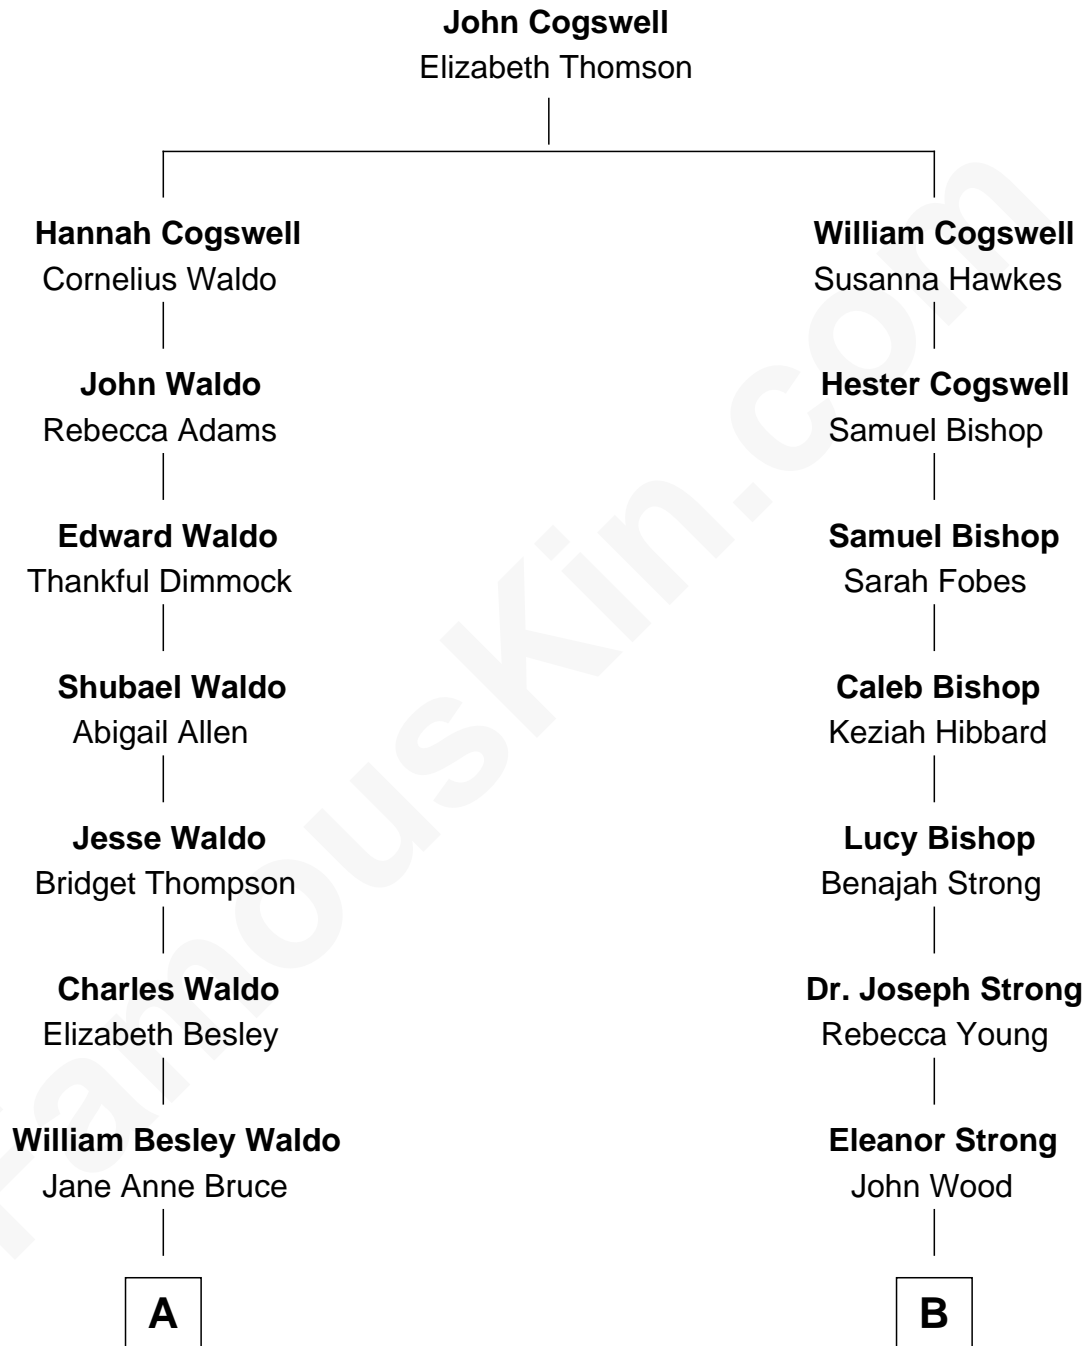 John Cogswell
Elizabeth Thomson
Hannah Cogswell
Cornelius Waldo
John Waldo
Rebecca Adams
Edward Waldo
Thankful Dimmock
Shubael Waldo
Abigail Allen
Jesse Waldo
Bridget Thompson
Charles Waldo
Elizabeth Besley
William Besley Waldo
Jane Anne Bruce
A
William Cogswell
Susanna Hawkes
Hester Cogswell
Samuel Bishop
Samuel Bishop
Sarah Fobes
Caleb Bishop
Keziah Hibbard
Lucy Bishop
Benajah Strong
Dr. Joseph Strong
Rebecca Young
Eleanor Strong
John Wood
B
FamousKin.com